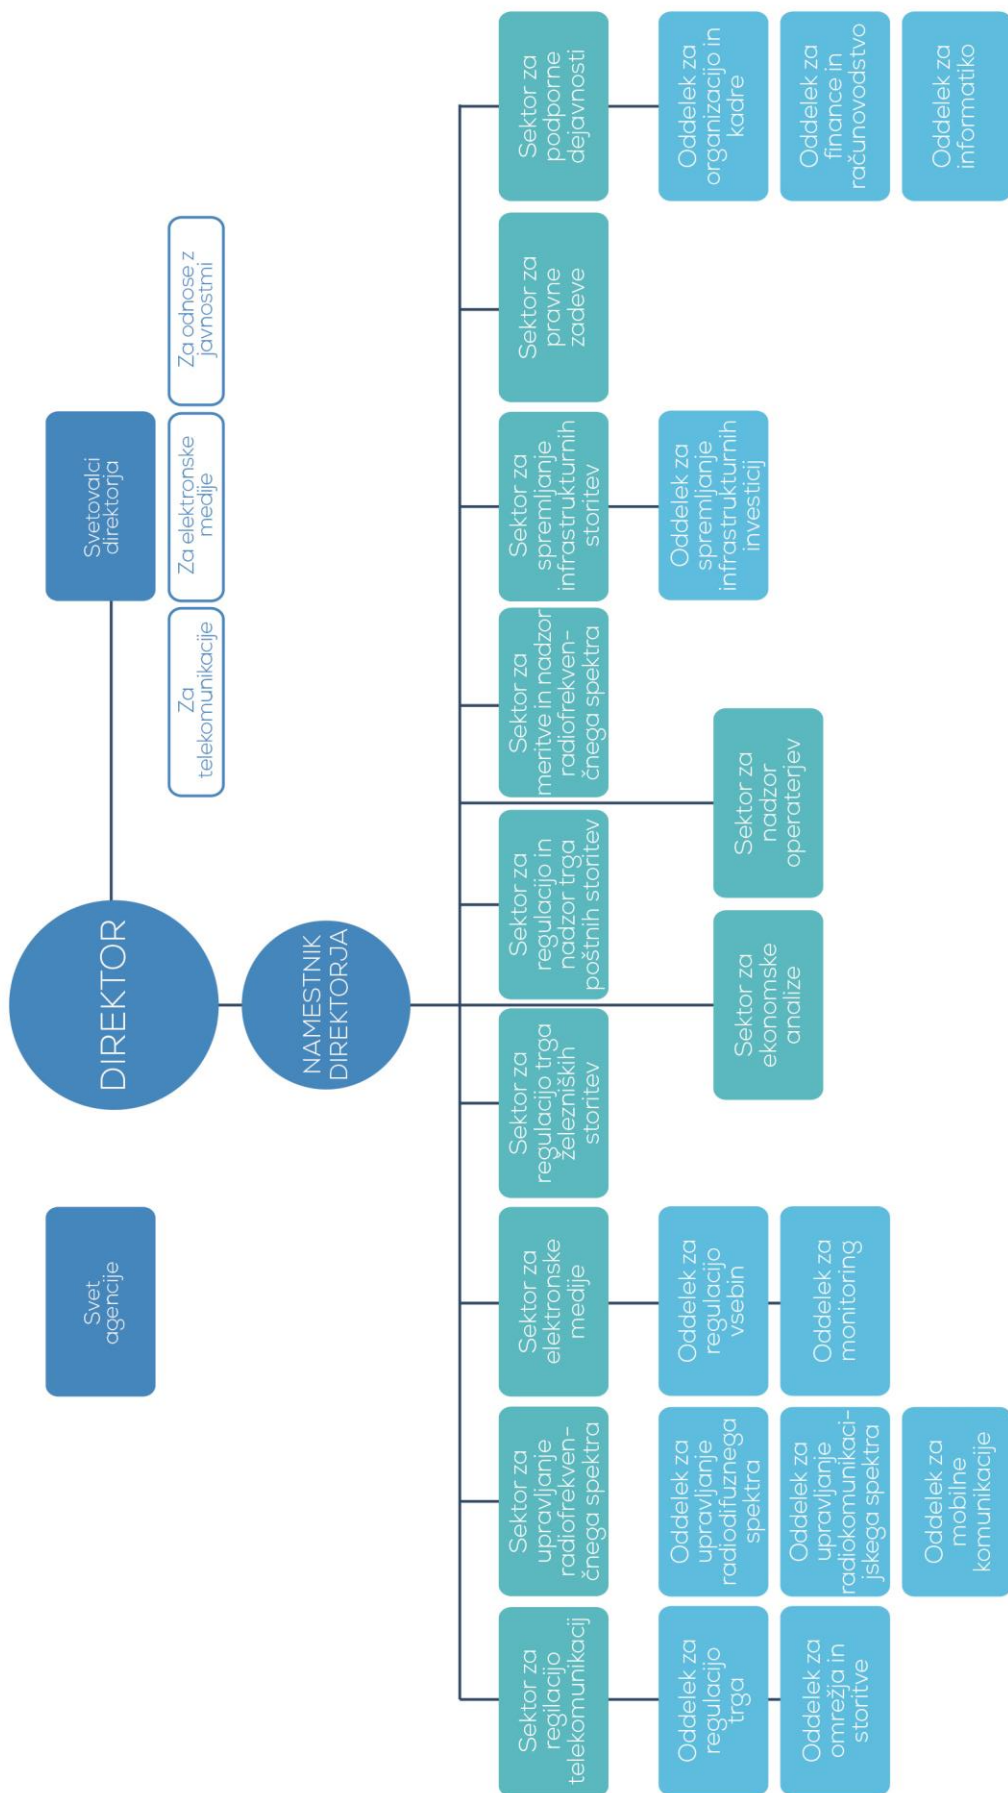 Svet
agencije
DIREKTOR
Svetovalci
direktorja
Za
telekomunikacije
Za elektronske
medije
Za odnose z
javnostmi
NAMESTNIK
DIREKTORJA
Sektor za
regilacijo
telekomunikacij
Sektor za
upravljanje
radiofrekven-
čnega spektra
Sektor za
elektronske
medije
Sektor za
regulacijo trga
železniških
storitev
Sektor za
regulacijo in
nadzor trga
poštnih storitev
Sektor za
meritve in nadzor
radiofrekven-
čnega spektra
Sektor za
spremljanje
infrastrukturnih
storitev
Sektor za
pravne
zadeve
Sektor za
podporne
dejavnosti
Oddelek za
regulacijo
trga
Oddelek za
upravljanje
radiodifuznega
spektra
Oddelek za
regulacijo
vsebin
Sektor za
ekonomske
analize
Sektor za
nadzor
operaterjev
Oddelek za
spremljanje
infrastrukturnih
investicij
Oddelek za
organizacijo in
kadre
Oddelek za
omrežja in
storitve
Oddelek za
upravljanje
radiokomunikaci-
jskega spektra
Oddelek za
monitoring
Oddelek za
finance in
računovodstvo
Oddelek za
mobilne
komunikacije
Oddelek za
informatiko